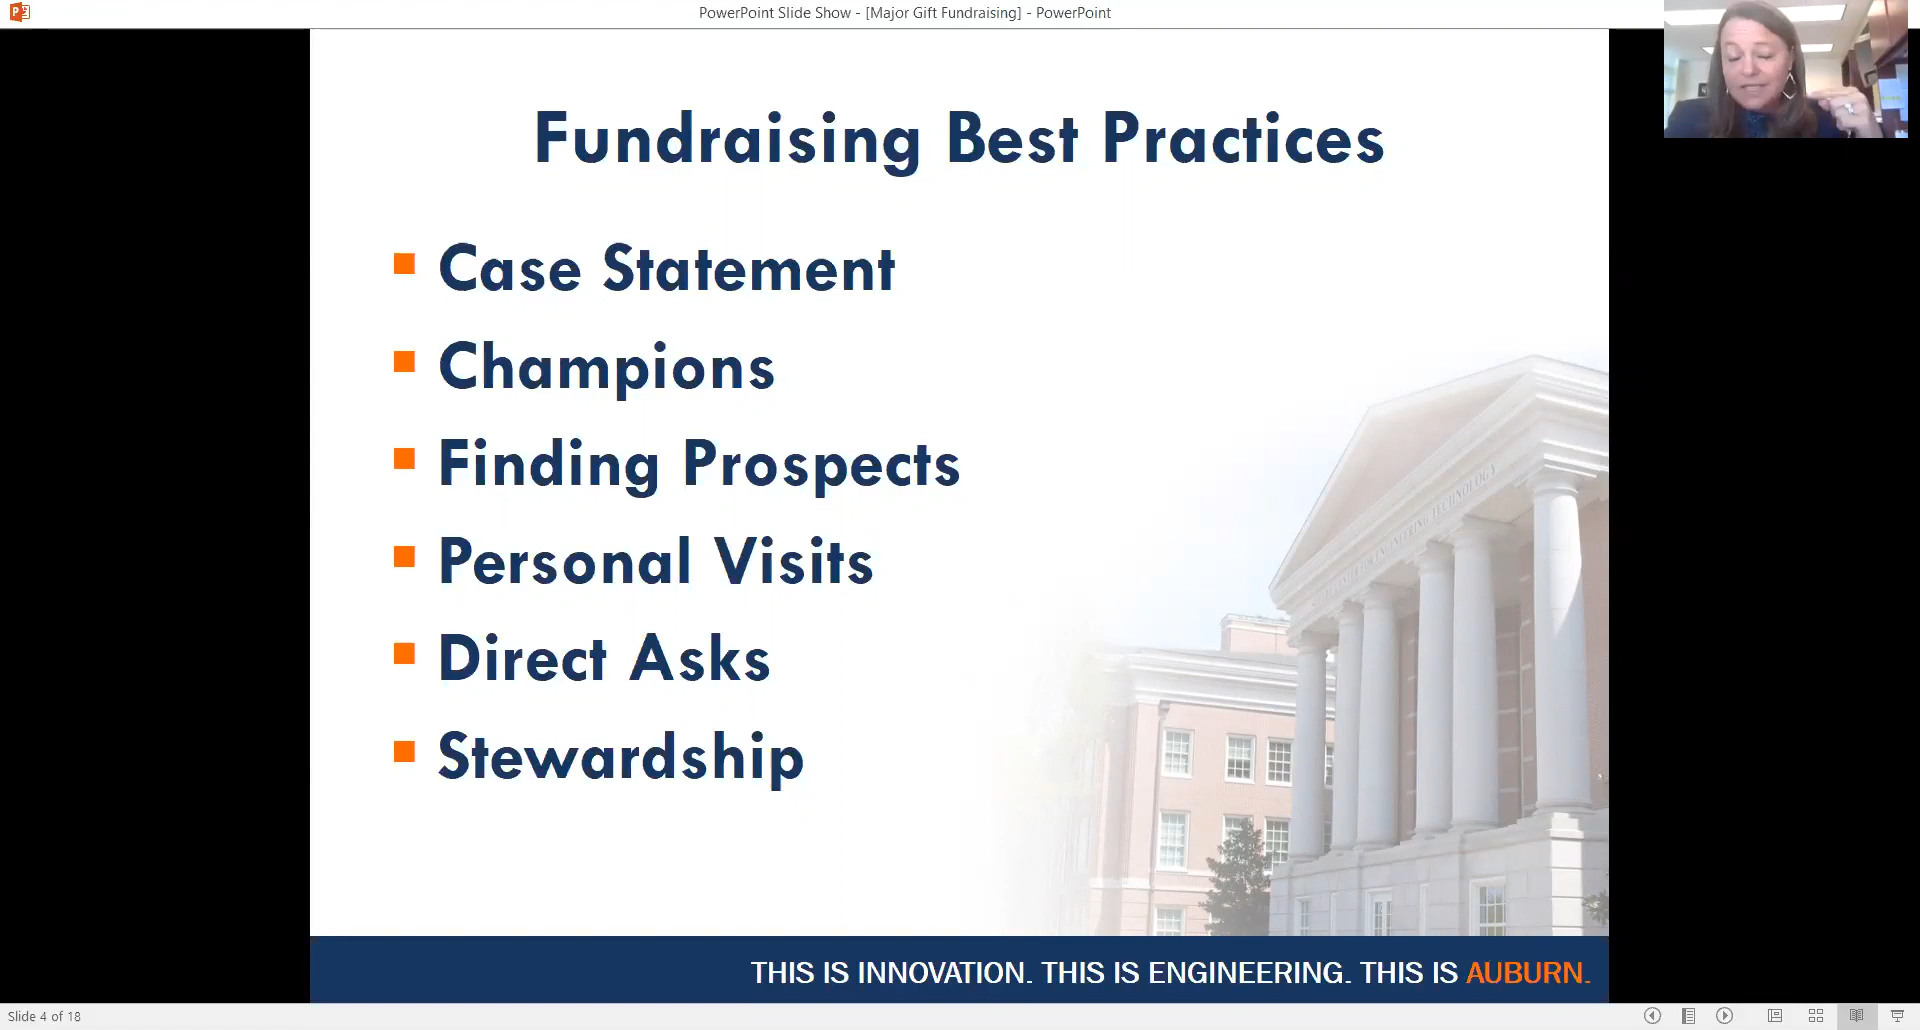 PowerPoint Slide Show - [Major Gift Fundraising] - PowerPoint
Fundraising Best Practices
Case Statement
Champions
Finding Prospects
Personal Visits
Direct Asks
Stewardship
THIS IS INNOVATION. THIS IS ENGINEERING. THIS IS AUBURN.
Slide 4 of 18